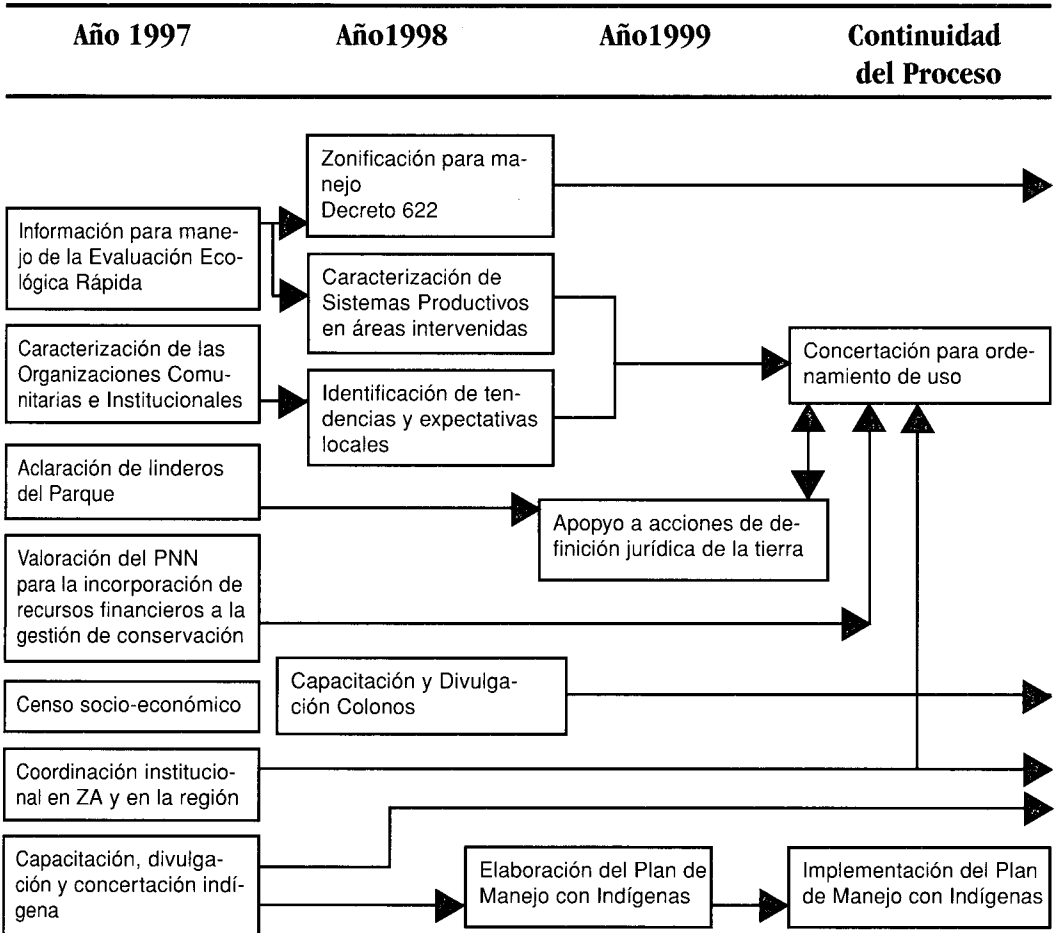 Año 1997
Año1998
Año1999
Continuidad
del Proceso
Zonificación para ma-
nejo
Decreto 622
Información para mane-
jo de la Evaluación Eco-
lógica Rápida
Caracterización de
Sistemas Productivos
en áreas intervenidas
Caracterización de las
Organizaciones Comu-
nitarias e Institucionales
Identificación de ten-
dencias y expectativas
locales
Concertación para orde-
namiento de uso
Aclaración de linderos
del Parque
Apopyo a acciones de de-
finición jurídica de la tierra
Valoración del PNN
para la incorporación de
recursos financieros a la
gestión de conservación
Censo socio-económico
Capacitación y Divulga-
ción Colonos
Coordinación institucio-
nal en ZA y en la región
Capacitación, divulga-
ción y concertación indí-
gena
Elaboración del Plan de
Manejo con Indígenas
Implementación del Plan
de Manejo con Indígenas